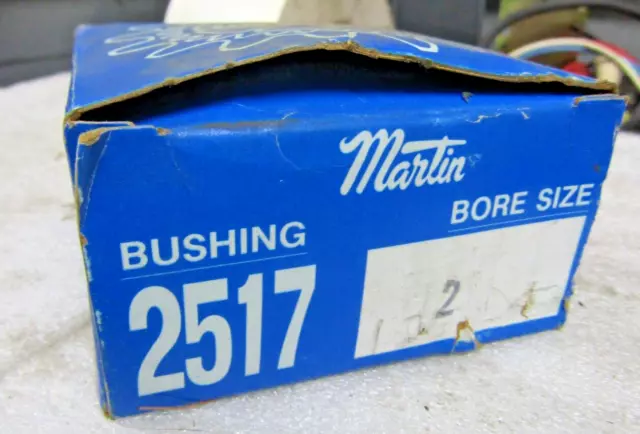 Martin
BUSHING
2517
BORE SIZE
2